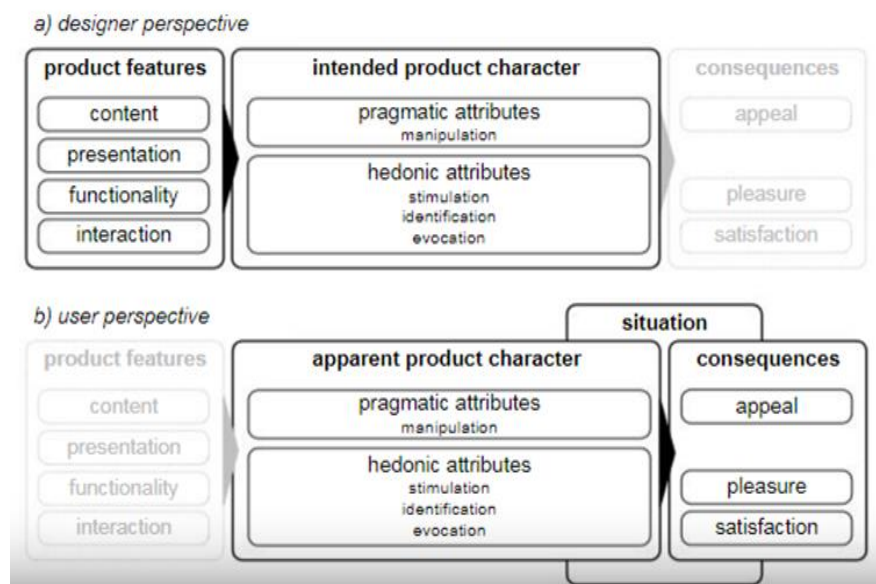 a) designer perspective
product features
content
presentation
functionality
interaction
intended product character
pragmatic attributes
manipulation
hedonic attributes
stimulation
identification
evocation
consequences
appeal
pleasure
satisfaction
b) user perspective
situation
product features
content
presentation
functionality
interaction
apparent product character
pragmatic attributes
manipulation
hedonic attributes
stimulation
identification
evocation
consequences
appeal
pleasure
satisfaction